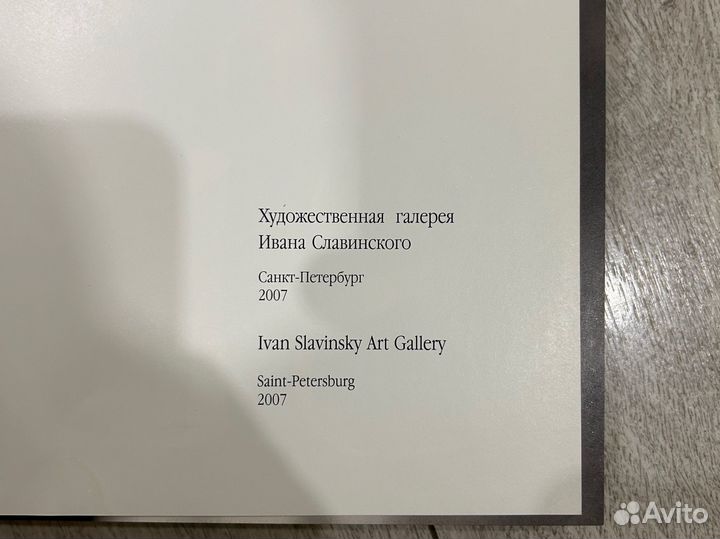 Художественная галерея
Ивана Славинского
Санкт-Петербург
2007
Ivan Slavinsky Art Gallery
Saint-Petersburg
2007
Avito